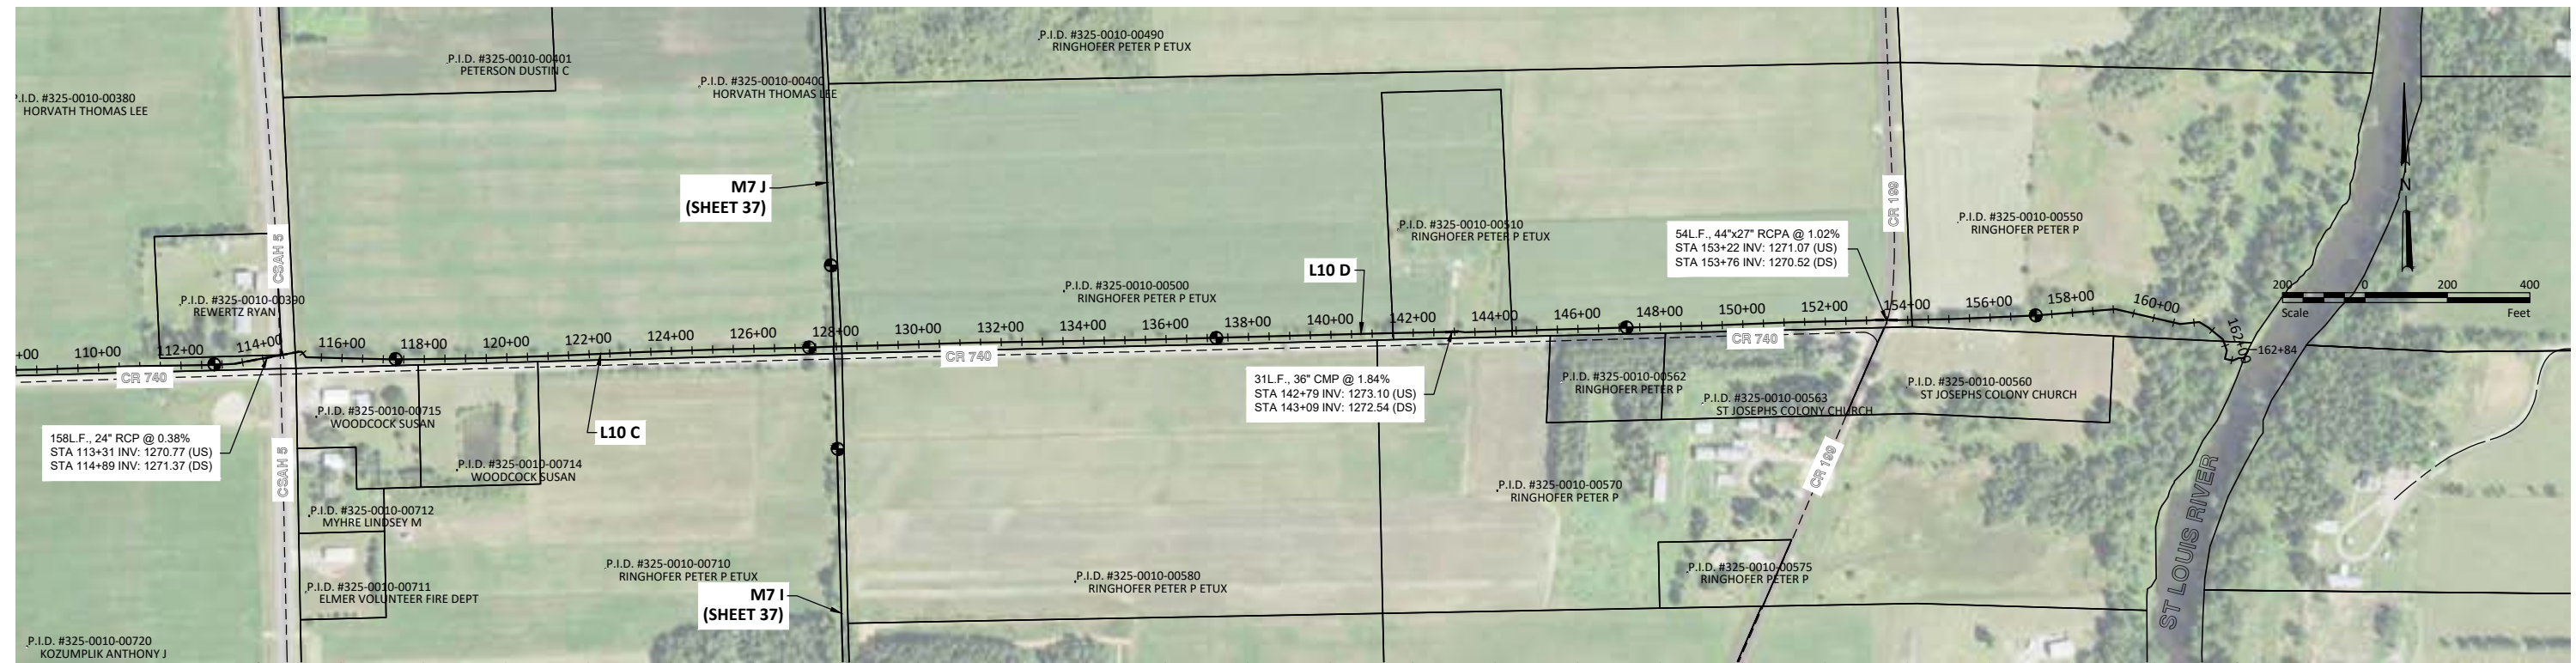 P.I.D. #325-0010-00490
RINGHOFER PETER P ETUX
P.I.D. #325-0010-00401
PETERSON DUSTIN C
P.I.D. #325-0010-00400
HORVATH THOMAS LEE
P.I.D. #325-0010-00380
HORVATH THOMAS LEE
M7 J
(SHEET 37)
CSAH 5
CR 199
N
P.I.D. #325-0010-00510
RINGHOFER PETER P ETUX
P.I.D. #325-0010-00550
RINGHOFER PETER P
54L.F., 44"x27" RCPA @ 1.02%
STA 153+22 INV: 1271.07 (US)
STA 153+76 INV: 1270.52 (DS)
L10 D
P.I.D. #325-0010-00500
RINGHOFER PETER P ETUX
P.I.D. #325-0010-00390
REWERTZ RYAN
200 0 200 400
Scale Feet
+00 110+00 112+00 114+00 116+00 118+00 120+00 122+00 124+00 126+00 128+00 130+00 132+00 134+00 136+00 138+00 140+00 142+00 144+00 146+00 148+00 150+00 152+00 154+00 156+00 158+00 160+00 162+00
162+84
CR 740
CR 740
CR 740
31L.F., 36" CMP @ 1.84%
STA 142+79 INV: 1273.10 (US)
STA 143+09 INV: 1272.54 (DS)
P.I.D. #325-0010-00562
RINGHOFER PETER P
P.I.D. #325-0010-00563
ST JOSEPHS COLONY CHURCH
P.I.D. #325-0010-00560
ST JOSEPHS COLONY CHURCH
P.I.D. #325-0010-00715
WOODCOCK SUSAN
L10 C
158L.F., 24" RCP @ 0.38%
STA 113+31 INV: 1270.77 (US)
STA 114+89 INV: 1271.37 (DS)
CSAH 5
P.I.D. #325-0010-00714
WOODCOCK SUSAN
CR 199
P.I.D. #325-0010-00570
RINGHOFER PETER P
P.I.D. #325-0010-00712
MYHRE LINDSEY M
ST LOUIS RIVER
P.I.D. #325-0010-00710
RINGHOFER PETER P ETUX
P.I.D. #325-0010-00580
RINGHOFER PETER P ETUX
P.I.D. #325-0010-00575
RINGHOFER PETER P
P.I.D. #325-0010-00711
ELMER VOLUNTEER FIRE DEPT
M7 I
(SHEET 37)
P.I.D. #325-0010-00720
KOZUMPLIK ANTHONY J